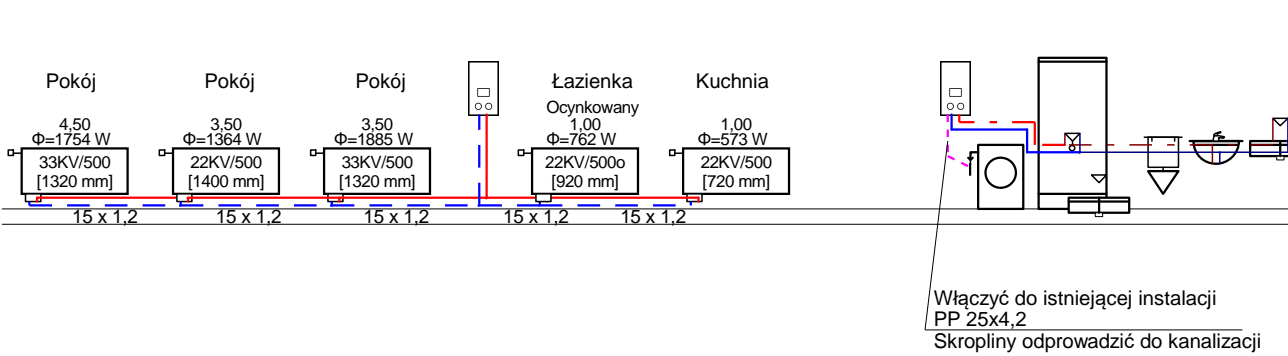 Pokój
Pokój
Pokój
Łazienka
Kuchnia
Ocynkowany
4,50
3,50
3,50
1,00
1,00
Φ=1754 W
Φ=1364 W
Φ=1885 W
Φ=762 W
Φ=573 W
33KV/500
22KV/500
33KV/500
22KV/500o
22KV/500
[1320 mm]
[1400 mm]
[1320 mm]
[920 mm]
[720 mm]
15 x 1,2
15 x 1,2
15 x 1,2
15 x 1,2
15 x 1,2
Włączyć do istniejącej instalacji
PP 25x4,2
Skropliny odprowadzić do kanalizacji